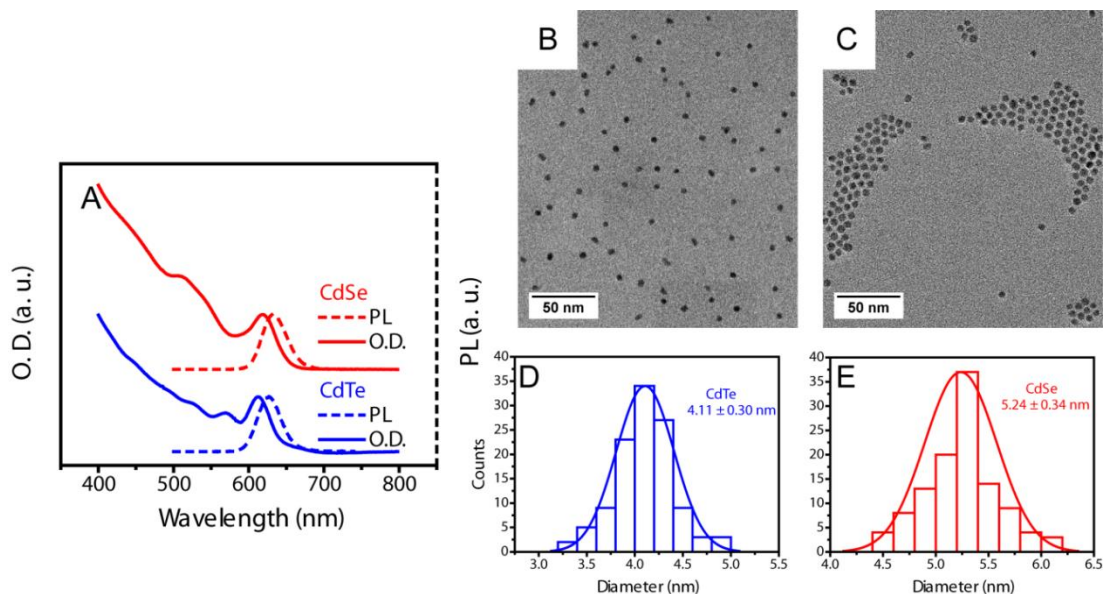 A
O. D. (a. u.)
CdSe
PL
O.D.
CdTe
PL
O.D.
400 500 600 700 800
Wavelength (nm)
PL (a. u.)
B
50 nm
C
50 nm
D
40
35
30
25
20
15
10
5
0
Counts
CdTe
4.11 ± 0.30 nm
3.0 3.5 4.0 4.5 5.0 5.5
Diameter (nm)
E
40
35
30
25
20
15
10
5
0
CdSe
5.24 ± 0.34 nm
4.0 4.5 5.0 5.5 6.0 6.5
Diameter (nm)